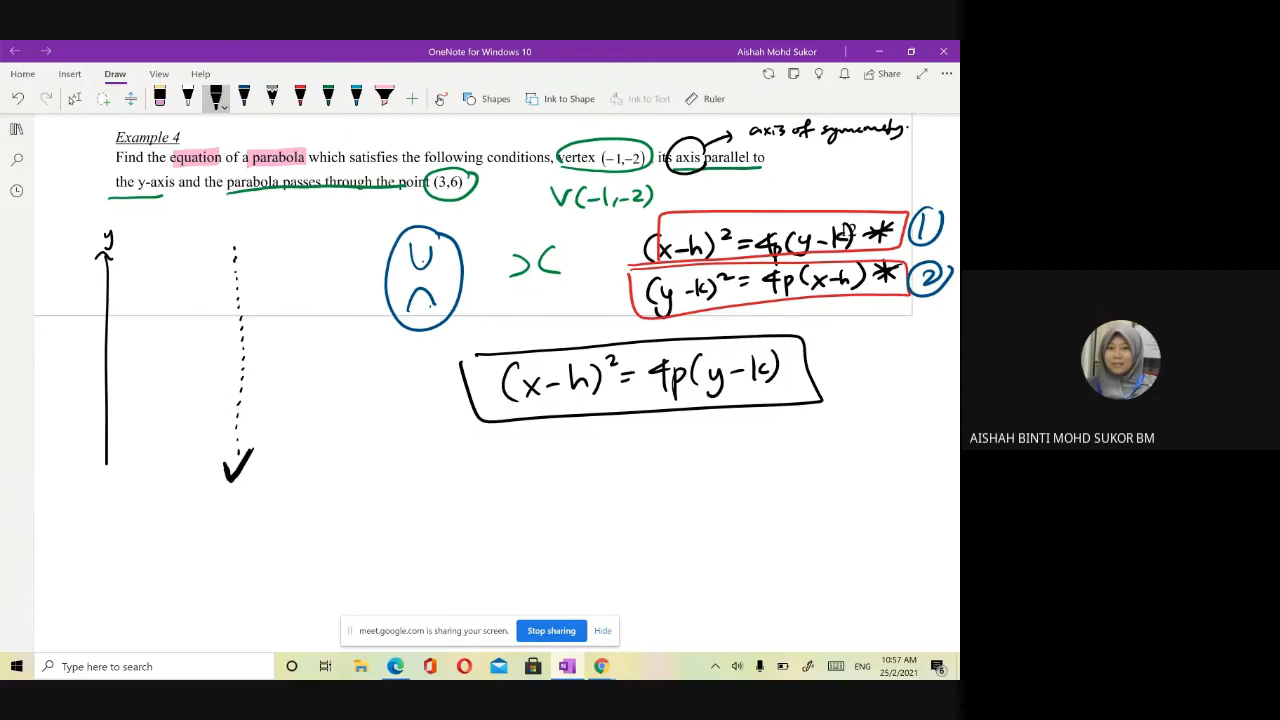 OneNote for Windows 10
Aishah Mohd Sukor
Home Insert Draw View Help
Share
Shapes Ink to Shape Ink to Text Ruler
Example 4
axis of symmetry.
Find the equation of a parabola which satisfies the following conditions, vertex (−1,−2), its axis parallel to
the y-axis and the parabola passes through the point (3,6)
V(-1,-2)
y
(x-h)² = 4p(y-k) * 1
(y-k)² = 4p(x-h) * 2
(x-h)² = 4p(y-k)
AISHAH BINTI MOHD SUKOR BM
meet.google.com is sharing your screen. Stop sharing Hide
Type here to search
ENG
10:57 AM
25/2/2021
6